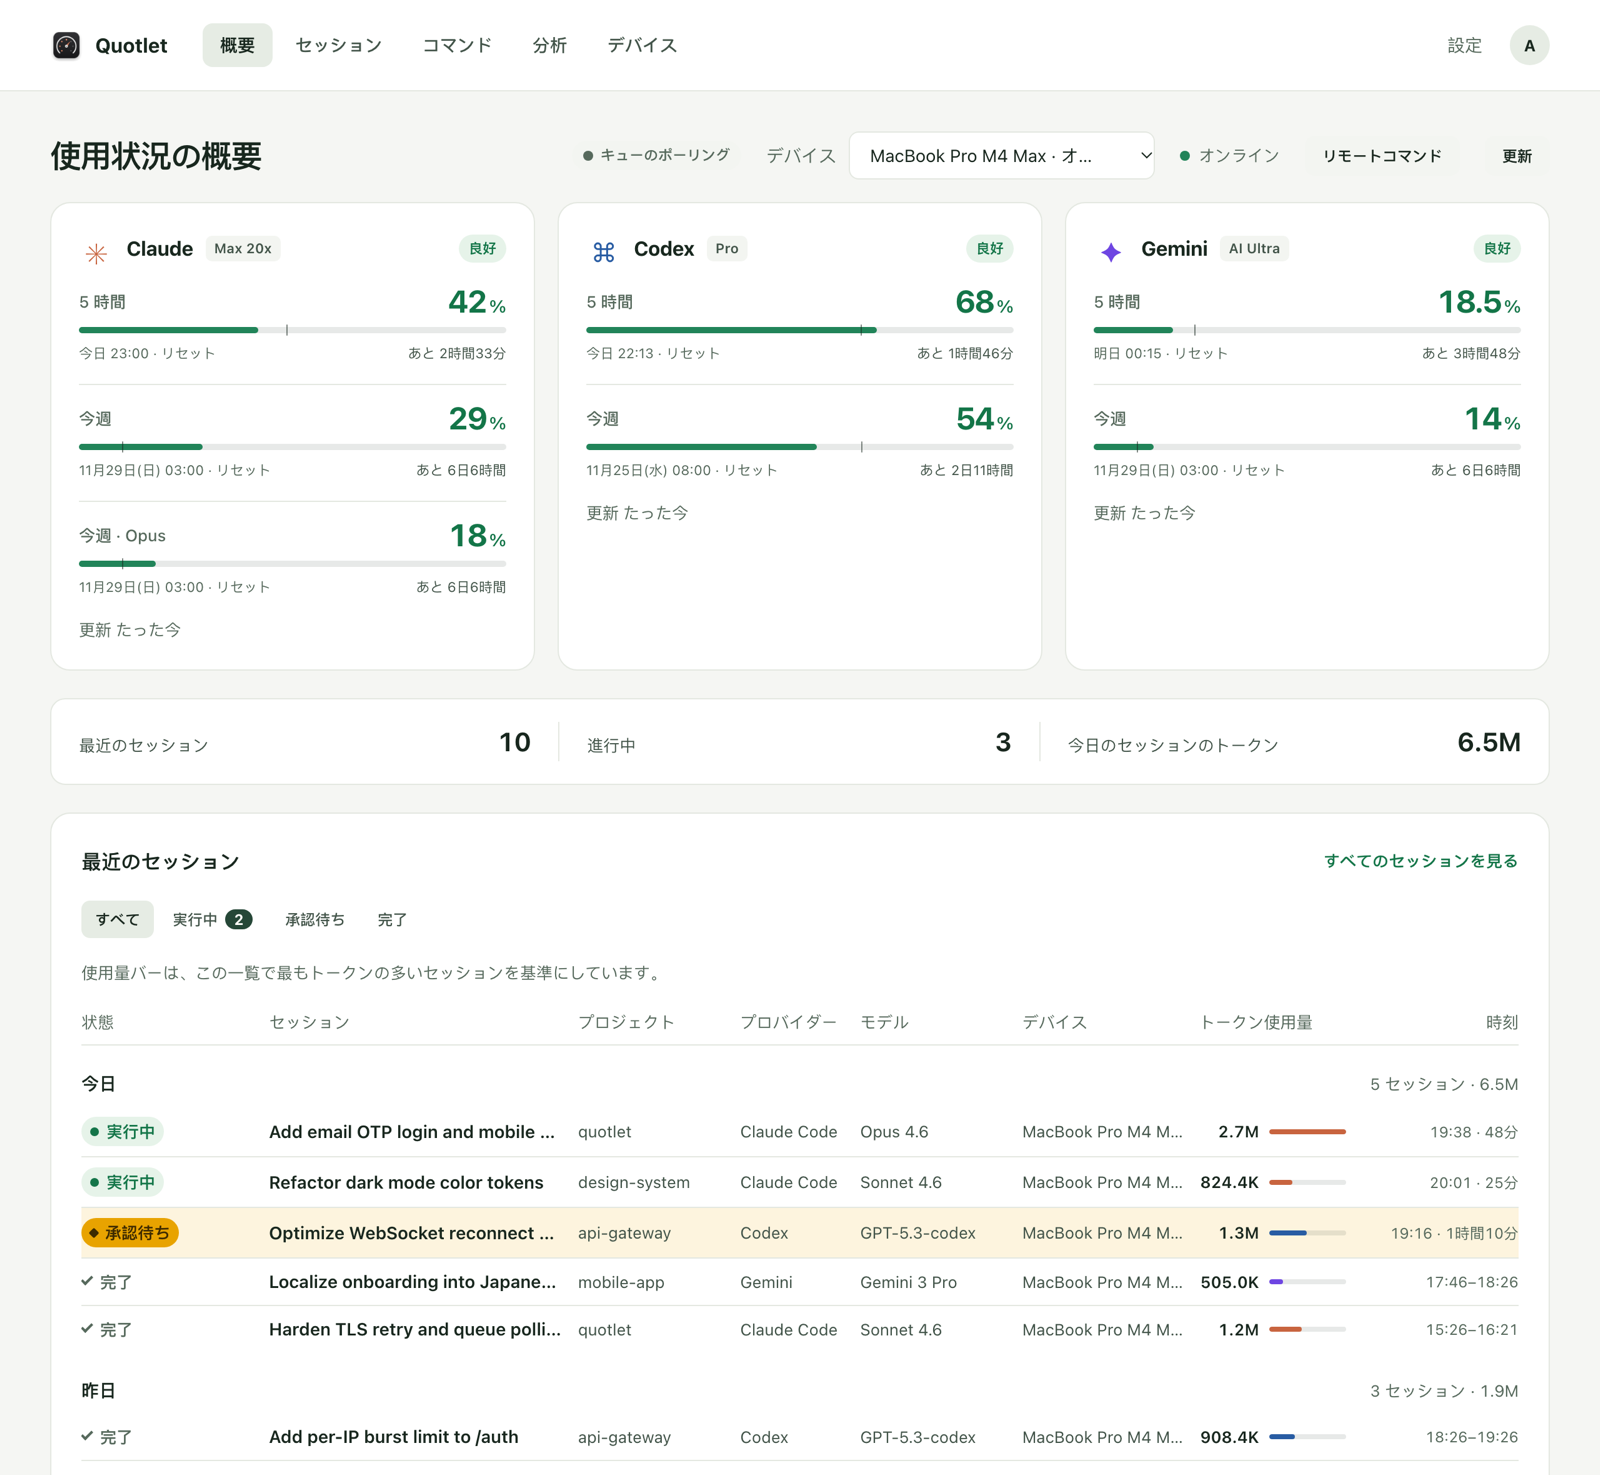 Quotlet 概要 セッション コマンド 分析 デバイス 設定 A
使用状況の概要 キューのポーリング デバイス MacBook Pro M4 Max · オ... オンライン リモートコマンド 更新
Claude Max 20x 良好
5 時間 42%
今日 23:00 · リセット あと 2時間33分
今週 29%
11月29日(日) 03:00 · リセット あと 6日6時間
今週 · Opus 18%
11月29日(日) 03:00 · リセット あと 6日6時間
更新 たった今
Codex Pro 良好
5 時間 68%
今日 22:13 · リセット あと 1時間46分
今週 54%
11月25日(水) 08:00 · リセット あと 2日11時間
更新 たった今
Gemini AI Ultra 良好
5 時間 18.5%
明日 00:15 · リセット あと 3時間48分
今週 14%
11月29日(日) 03:00 · リセット あと 6日6時間
更新 たった今
最近のセッション 10 進行中 3 今日のセッションのトークン 6.5M
最近のセッション すべてのセッションを見る
すべて 実行中 2 承認待ち 完了
使用量バーは、この一覧で最もトークンの多いセッションを基準にしています。
状態 セッション プロジェクト プロバイダー モデル デバイス トークン使用量 時刻
今日 5 セッション · 6.5M
実行中 Add email OTP login and mobile ... quotlet Claude Code Opus 4.6 MacBook Pro M4 M... 2.7M 19:38 · 48分
実行中 Refactor dark mode color tokens design-system Claude Code Sonnet 4.6 MacBook Pro M4 M... 824.4K 20:01 · 25分
承認待ち Optimize WebSocket reconnect ... api-gateway Codex GPT-5.3-codex MacBook Pro M4 M... 1.3M 19:16 · 1時間10分
完了 Localize onboarding into Japane... mobile-app Gemini Gemini 3 Pro MacBook Pro M4 M... 505.0K 17:46–18:26
完了 Harden TLS retry and queue polli... quotlet Claude Code Sonnet 4.6 MacBook Pro M4 M... 1.2M 15:26–16:21
昨日 3 セッション · 1.9M
完了 Add per-IP burst limit to /auth api-gateway Codex GPT-5.3-codex MacBook Pro M4 M... 908.4K 18:26–19:26